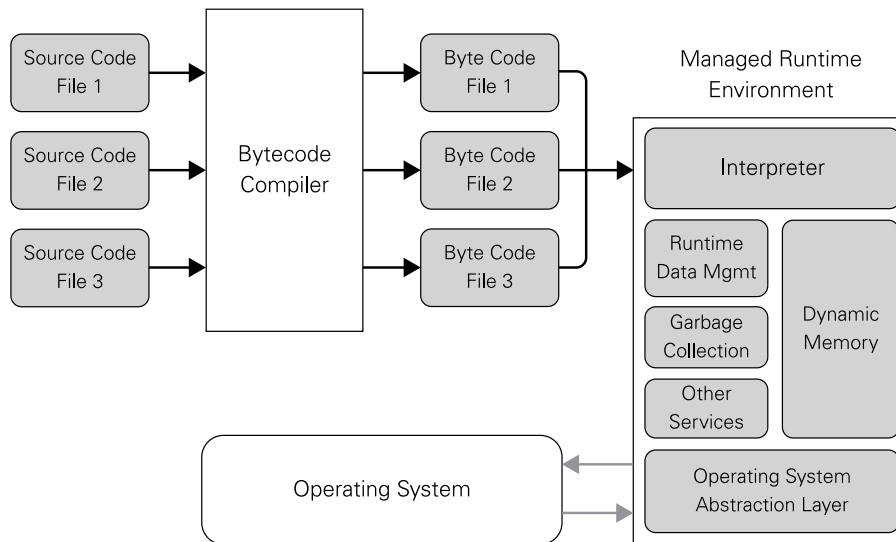 Source Code
File 1
Source Code
File 2
Source Code
File 3
Bytecode
Compiler
Byte Code
File 1
Byte Code
File 2
Byte Code
File 3
Managed Runtime
Environment
Interpreter
Runtime
Data Mgmt
Garbage
Collection
Other
Services
Dynamic
Memory
Operating System
Abstraction Layer
Operating System